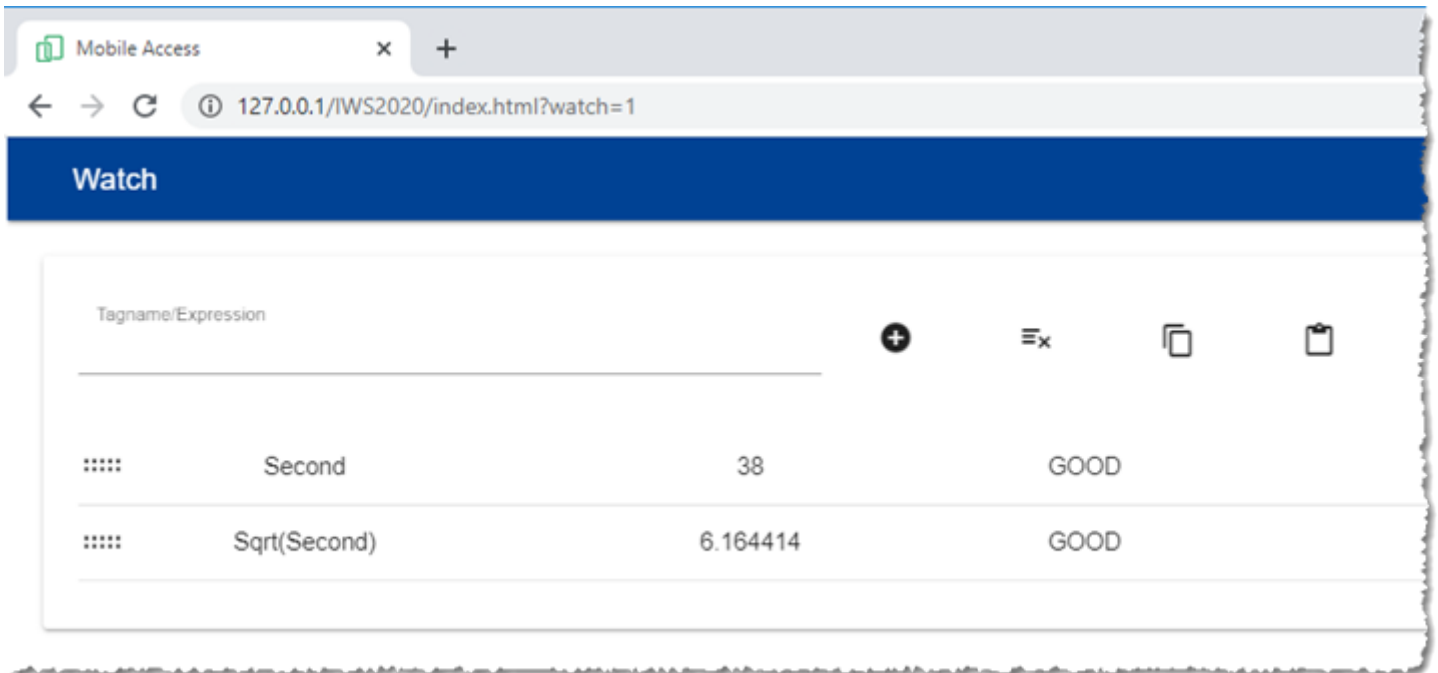 Mobile Access
127.0.0.1/IWS2020/index.html?watch=1
Watch
Tagname/Expression
Second 38 GOOD
Sqrt(Second) 6.164414 GOOD